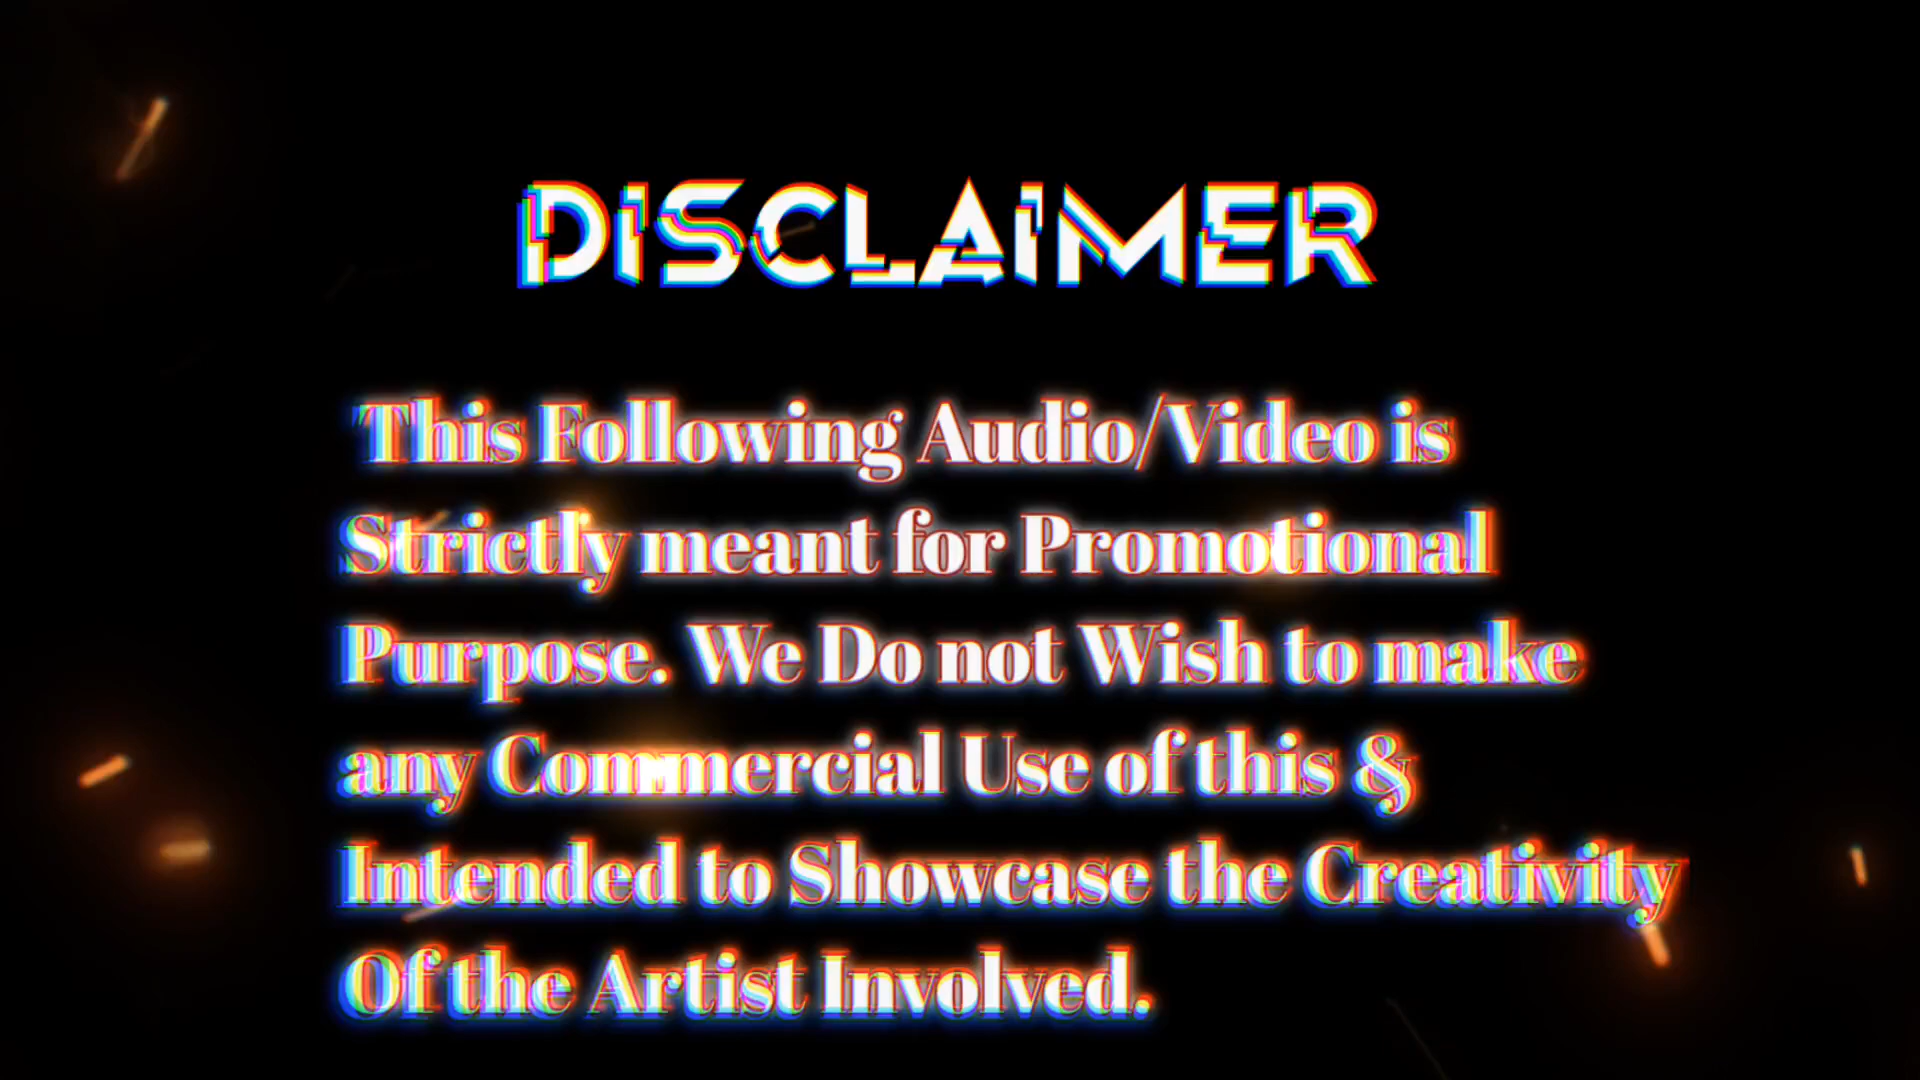 DiSCLAiMER
This Following Audio/Video is
Strictly meant for Promotional
Purpose. We Do not Wish to make
any Commercial Use of this &
Intended to Showcase the Creativity
Of the Artist Involved.